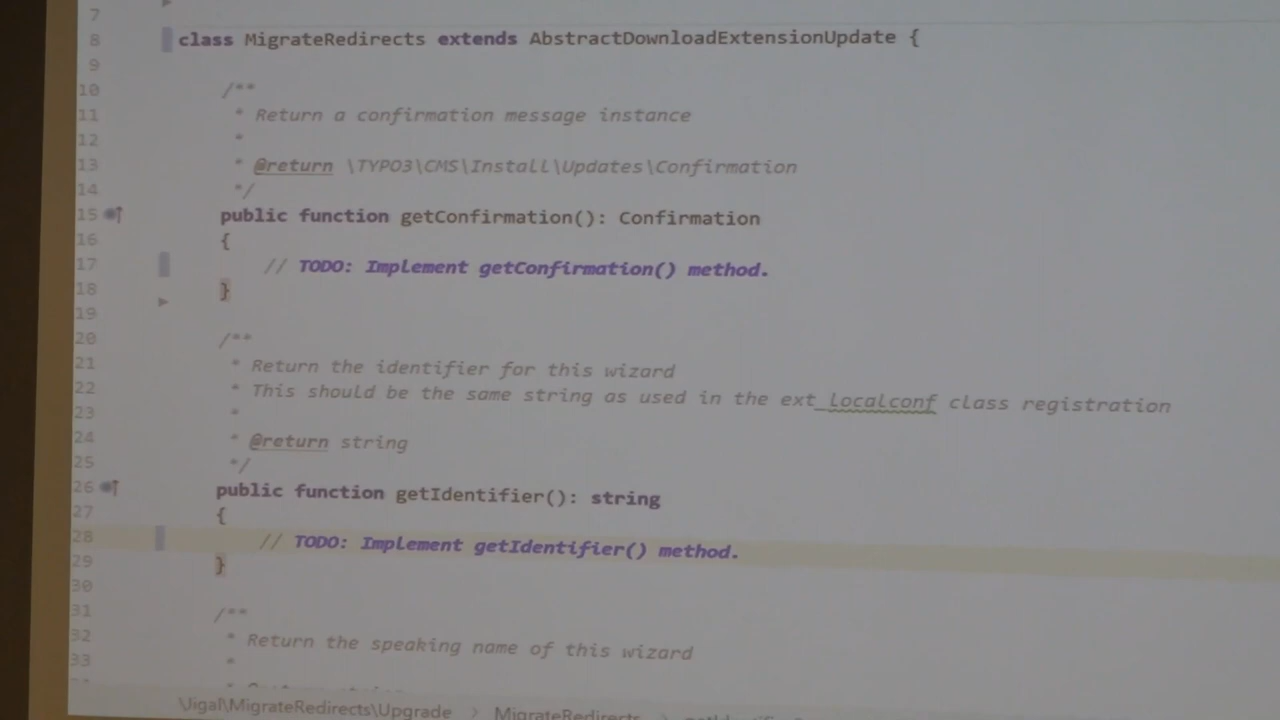 7
8 class MigrateRedirects extends AbstractDownloadExtensionUpdate {
9
10 /**
11 * Return a confirmation message instance
12 *
13 * @return \TYPO3\CMS\Install\Updates\Confirmation
14 */
15 public function getConfirmation(): Confirmation
16 {
17 // TODO: Implement getConfirmation() method.
18 }
19
20 /**
21 * Return the identifier for this wizard
22 * This should be the same string as used in the ext_localconf class registration
23 *
24 * @return string
25 */
26 public function getIdentifier(): string
27 {
28 // TODO: Implement getIdentifier() method.
29 }
30
31 /**
32 * Return the speaking name of this wizard
33 *
\Jigal\MigrateRedirects\Upgrade > MigrateRedirects